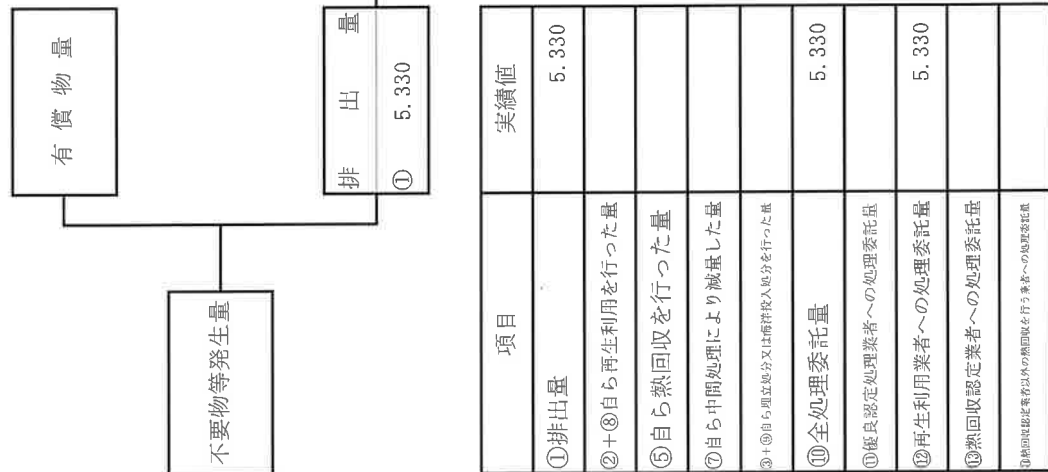 不要物等発生量
有償物量
排出量
① 5.330
項目 実績値
①排出量 5.330
②+⑧自ら再生利用を行った量
⑤自ら熱回収を行った量
⑦自ら中間処理により減量した量
③+⑨自ら埋立処分又は海洋投入処分を行った量
⑩全処理委託量 5.330
⑪優良認定処理業者への処理委託量
⑫再生利用業者への処理委託量 5.330
⑬熱回収認定業者への処理委託量
⑭熱回収認定業者以外の熱回収を行う業者への処理委託量